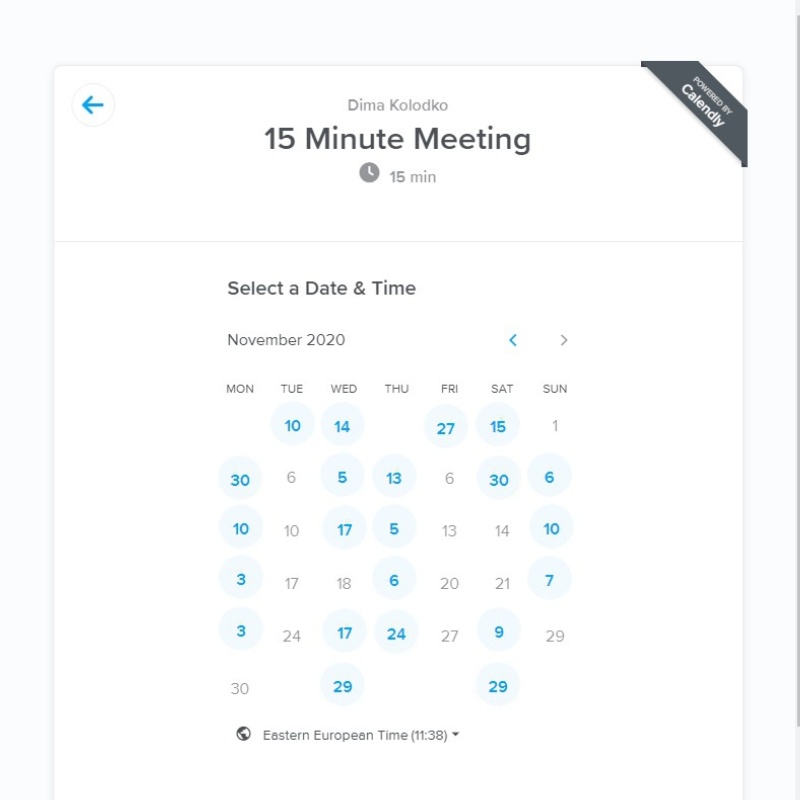 POWERED BY
Calendly
Dima Kolodko
15 Minute Meeting
15 min
Select a Date & Time
November 2020
MON TUE WED THU FRI SAT SUN
10 14 27 15 1
30 6 5 13 6 30 6
10 10 17 5 13 14 10
3 17 18 6 20 21 7
3 24 17 24 27 9 29
30 29 29
Eastern European Time (11:38)